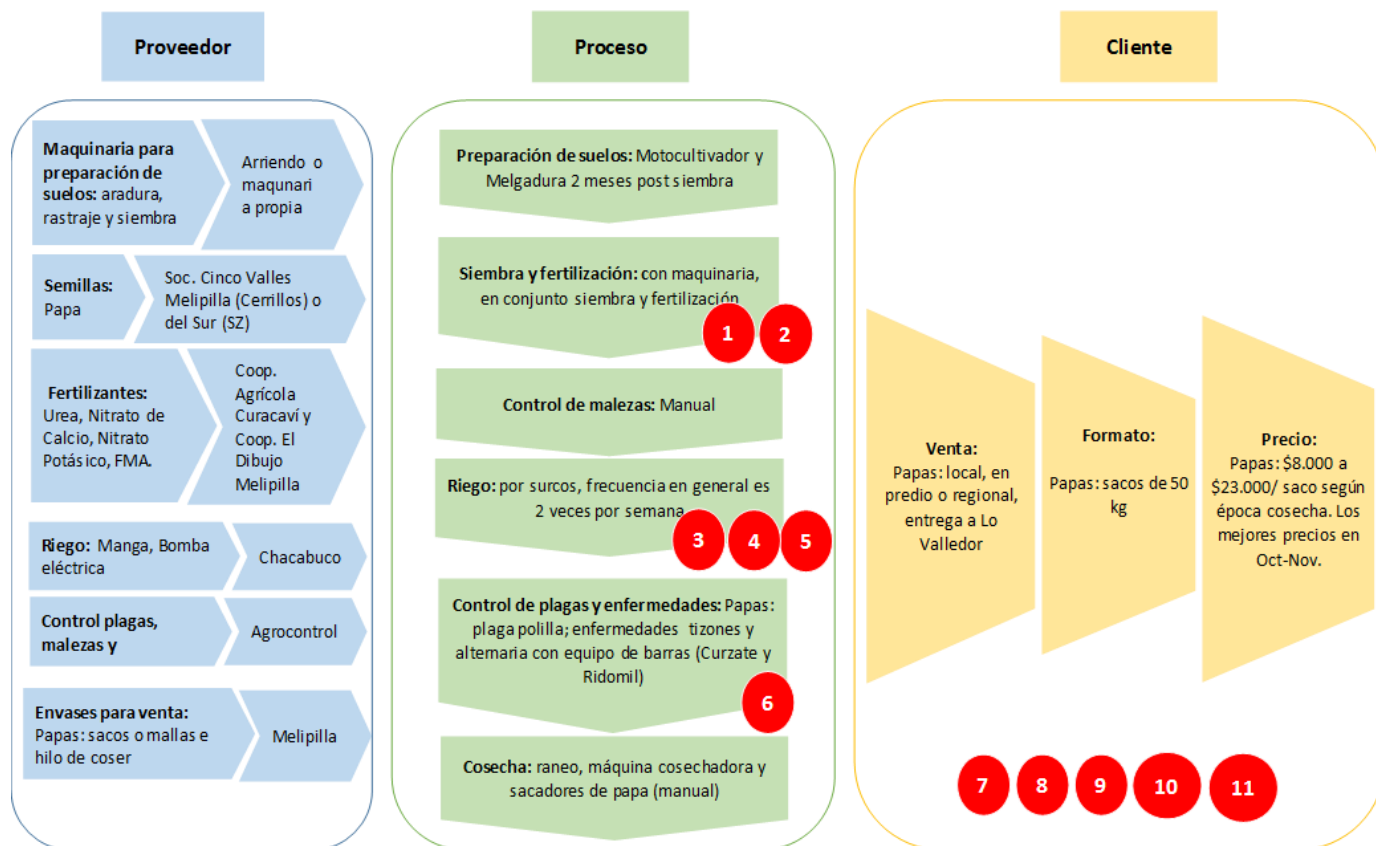 Proveedor
Maquinaria para
preparación de
suelos: aradura,
rastraje y siembra
Arriendo o
maqunari
a propia
Semillas:
Papa
Soc. Cinco Valles
Melipilla (Cerrillos) o
del Sur (SZ)
Fertilizantes:
Urea, Nitrato de
Calcio, Nitrato
Potásico, FMA.
Coop.
Agrícola
Curacaví y
Coop. El
Dibujo
Melipilla
Riego: Manga, Bomba
eléctrica
Chacabuco
Control plagas,
malezas y
Agrocontrol
Envases para venta:
Papas: sacos o mallas e
hilo de coser
Melipilla
Proceso
Preparación de suelos: Motocultivador y
Melgadura 2 meses post siembra
Siembra y fertilización: con maquinaria,
en conjunto siembra y fertilización
1
2
Control de malezas: Manual
Riego: por surcos, frecuencia en general es
2 veces por semana
3
4
5
Control de plagas y enfermedades: Papas:
plaga polilla; enfermedades tizones y
alternaria con equipo de barras (Curzate y
Ridomil)
6
Cosecha: raneo, máquina cosechadora y
sacadores de papa (manual)
Cliente
Venta:
Papas: local, en
predio o regional,
entrega a Lo
Valledor
Formato:
Papas: sacos de 50
kg
Precio:
Papas: $8.000 a
$23.000/ saco según
época cosecha. Los
mejores precios en
Oct-Nov.
7
8
9
10
11